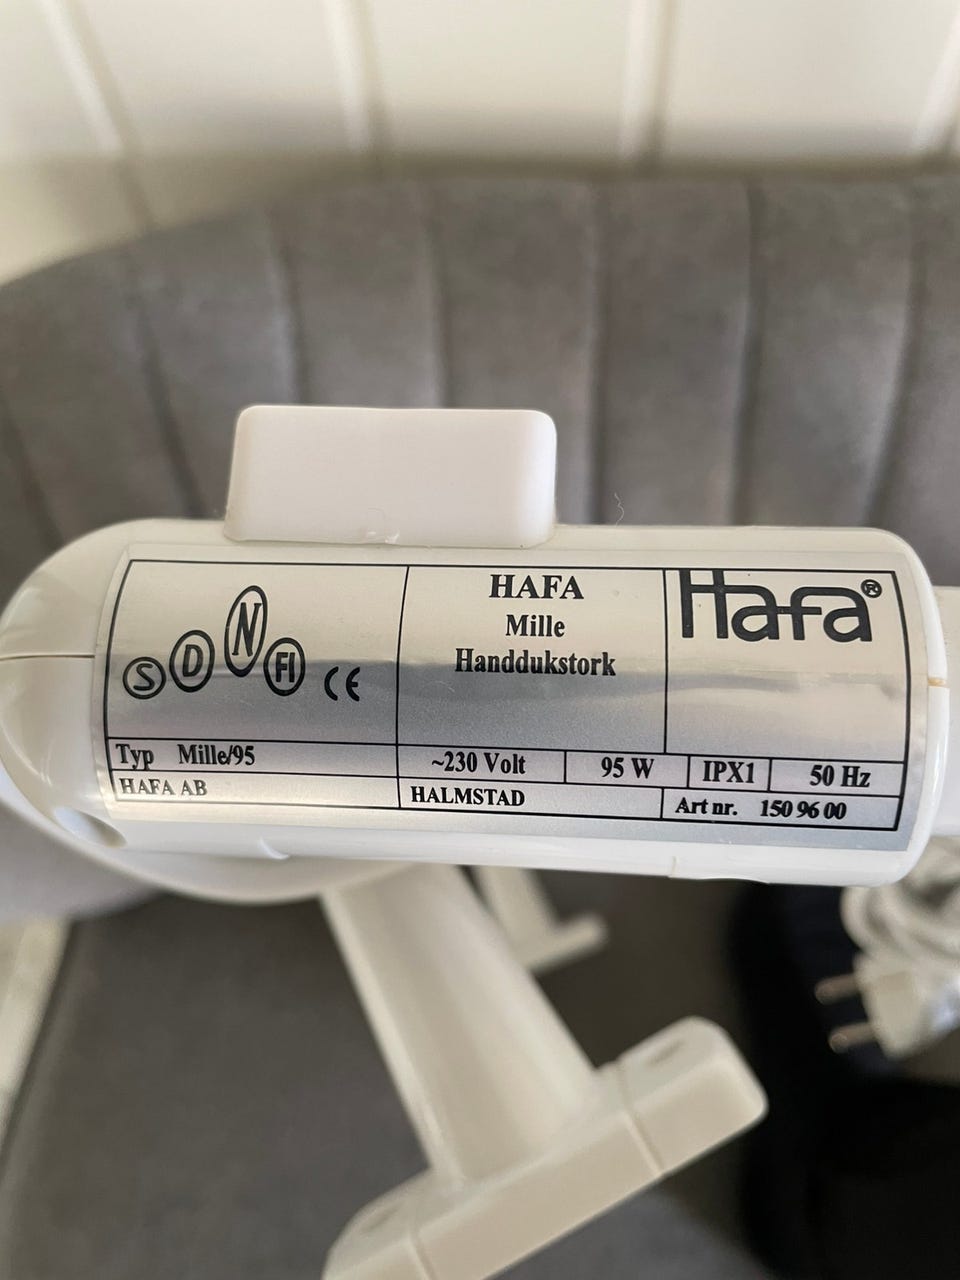 S D N FI CE
HAFA
Mille
Handdukstork
Hafa®
Typ Mille/95
~230 Volt
95 W
IPX1
50 Hz
HAFA AB
HALMSTAD
Art nr. 150 96 00